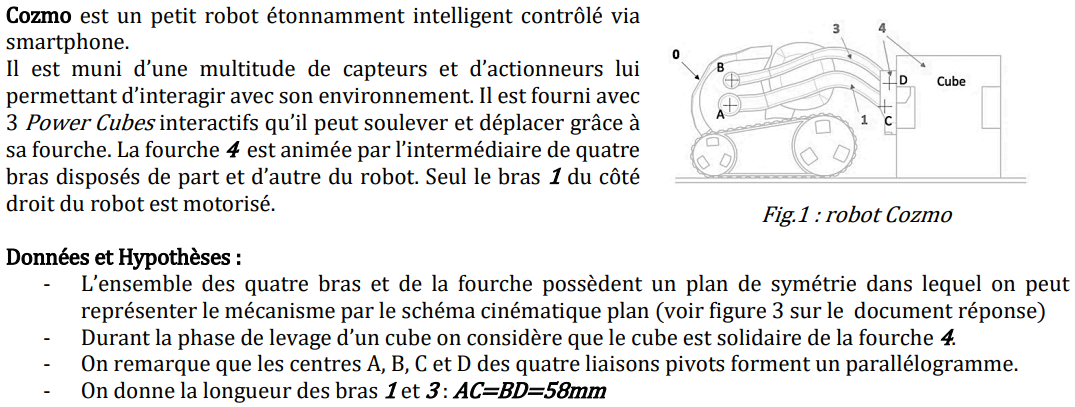 Cozmo est un petit robot étonnamment intelligent contrôlé via
smartphone.
Il est muni d’une multitude de capteurs et d’actionneurs lui
permettant d’interagir avec son environnement. Il est fourni avec
3 Power Cubes interactifs qu’il peut soulever et déplacer grâce à
sa fourche. La fourche 4 est animée par l’intermédiaire de quatre
bras disposés de part et d’autre du robot. Seul le bras 1 du côté
droit du robot est motorisé.
0
3
4
B
D
Cube
A
1
C
Fig.1 : robot Cozmo
Données et Hypothèses :
- L’ensemble des quatre bras et de la fourche possèdent un plan de symétrie dans lequel on peut
représenter le mécanisme par le schéma cinématique plan (voir figure 3 sur le document réponse)
- Durant la phase de levage d’un cube on considère que le cube est solidaire de la fourche 4.
- On remarque que les centres A, B, C et D des quatre liaisons pivots forment un parallélogramme.
- On donne la longueur des bras 1 et 3 : AC=BD=58mm